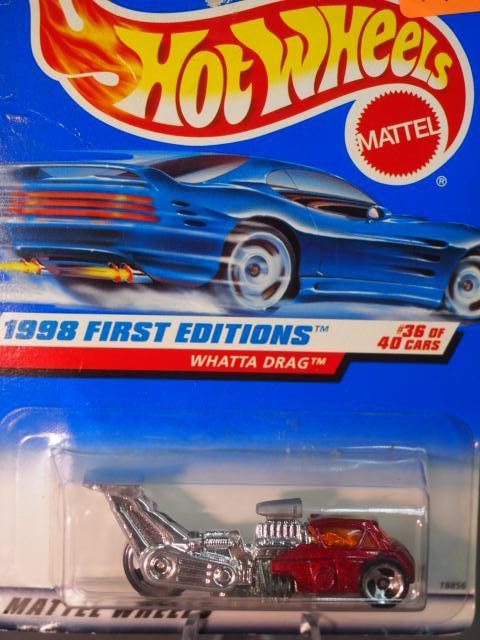 Hot Wheels
MATTEL
®
1998 FIRST EDITIONS™
#36 OF
40 CARS
WHATTA DRAG™
18856
MATTEL WHEELS